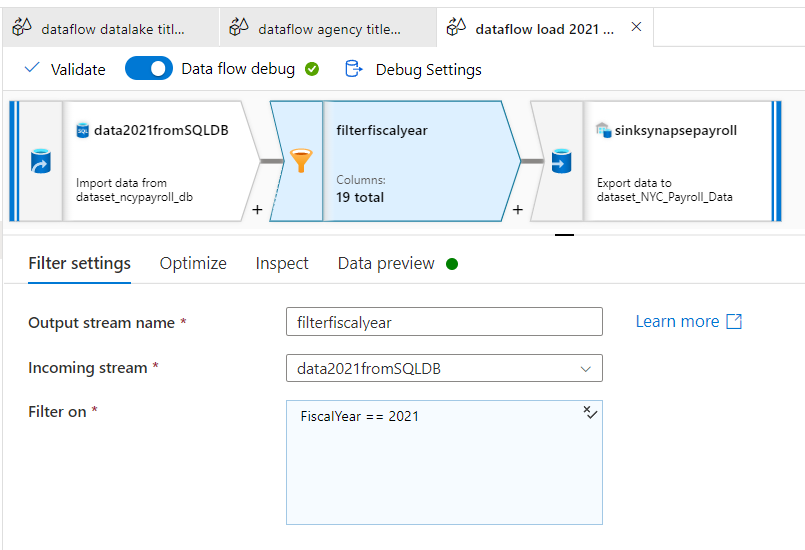 dataflow datalake titl...
dataflow agency title...
dataflow load 2021 ...
Validate
Data flow debug
Debug Settings
SQL
data2021fromSQLDB
Import data from
dataset_ncypayroll_db
+
filterfiscalyear
Columns:
19 total
+
sinksynapsepayroll
Export data to
dataset_NYC_Payroll_Data
Filter settings
Optimize
Inspect
Data preview
Output stream name *
filterfiscalyear
Learn more
Incoming stream *
data2021fromSQLDB
Filter on *
FiscalYear == 2021